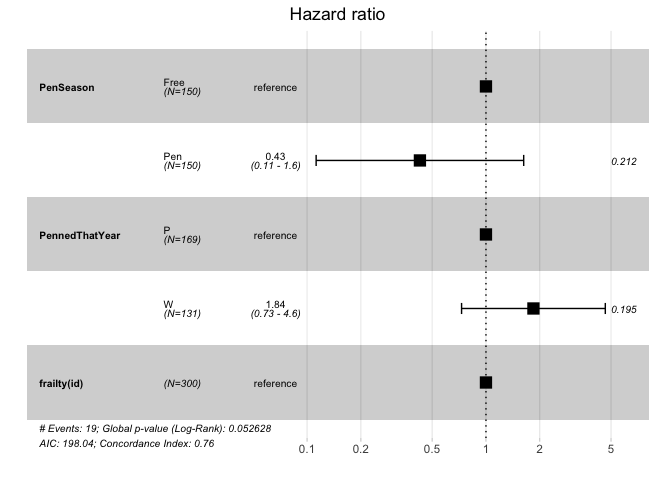 Hazard ratio
PenSeason
Free
(N=150)
reference
Pen
(N=150)
0.43
(0.11 - 1.6)
0.212
PennedThatYear
P
(N=169)
reference
W
(N=131)
1.84
(0.73 - 4.6)
0.195
frailty(id)
(N=300)
reference
# Events: 19; Global p-value (Log-Rank): 0.052628
AIC: 198.04; Concordance Index: 0.76
0.1 0.2 0.5 1 2 5